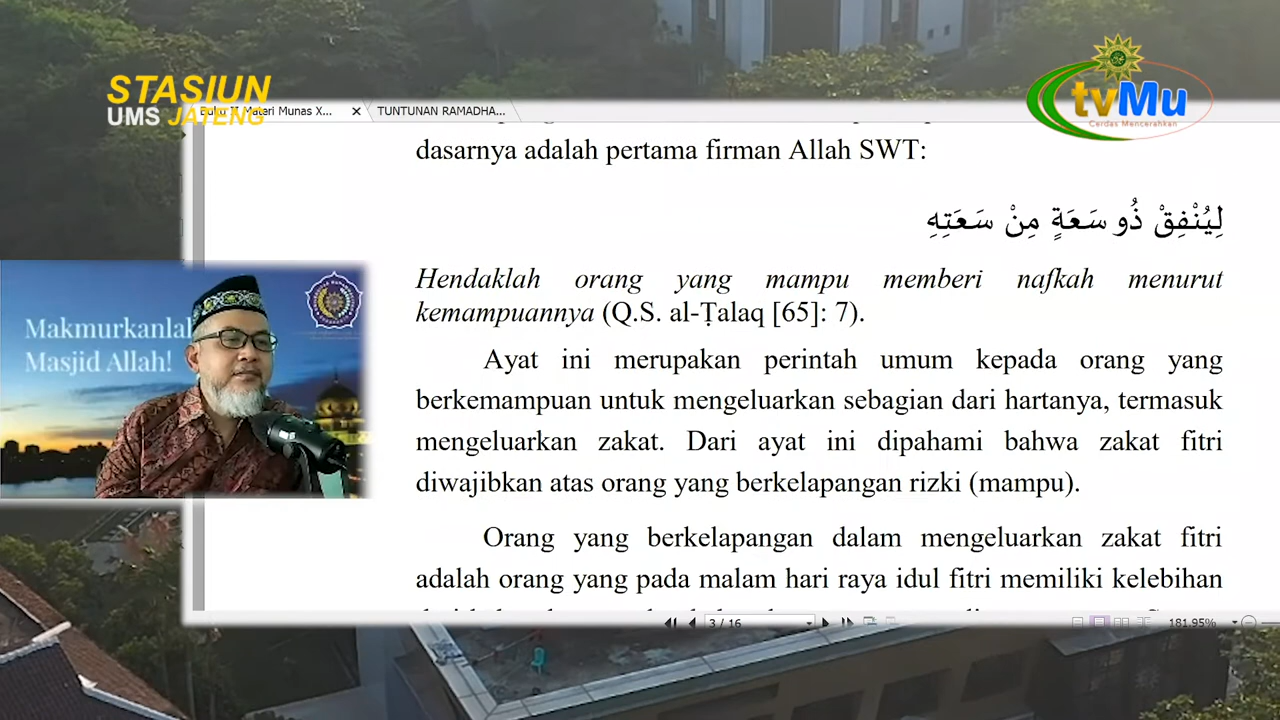 STASIUN
UMS JATENG
tvMu
Cerdas Mencerahkan
Materi Munas X...
TUNTUNAN RAMADHA...
dasarnya adalah pertama firman Allah SWT:
لِيُنْفِقْ ذُو سَعَةٍ مِنْ سَعَتِهِ
Hendaklah orang yang mampu memberi nafkah menurut
kemampuannya (Q.S. al-Ṭalaq [65]: 7).
Makmurkanlal
Masjid Allah!
Ayat ini merupakan perintah umum kepada orang yang
berkemampuan untuk mengeluarkan sebagian dari hartanya, termasuk
mengeluarkan zakat. Dari ayat ini dipahami bahwa zakat fitri
diwajibkan atas orang yang berkelapangan rizki (mampu).
Orang yang berkelapangan dalam mengeluarkan zakat fitri
adalah orang yang pada malam hari raya idul fitri memiliki kelebihan
3 / 16
181.95%